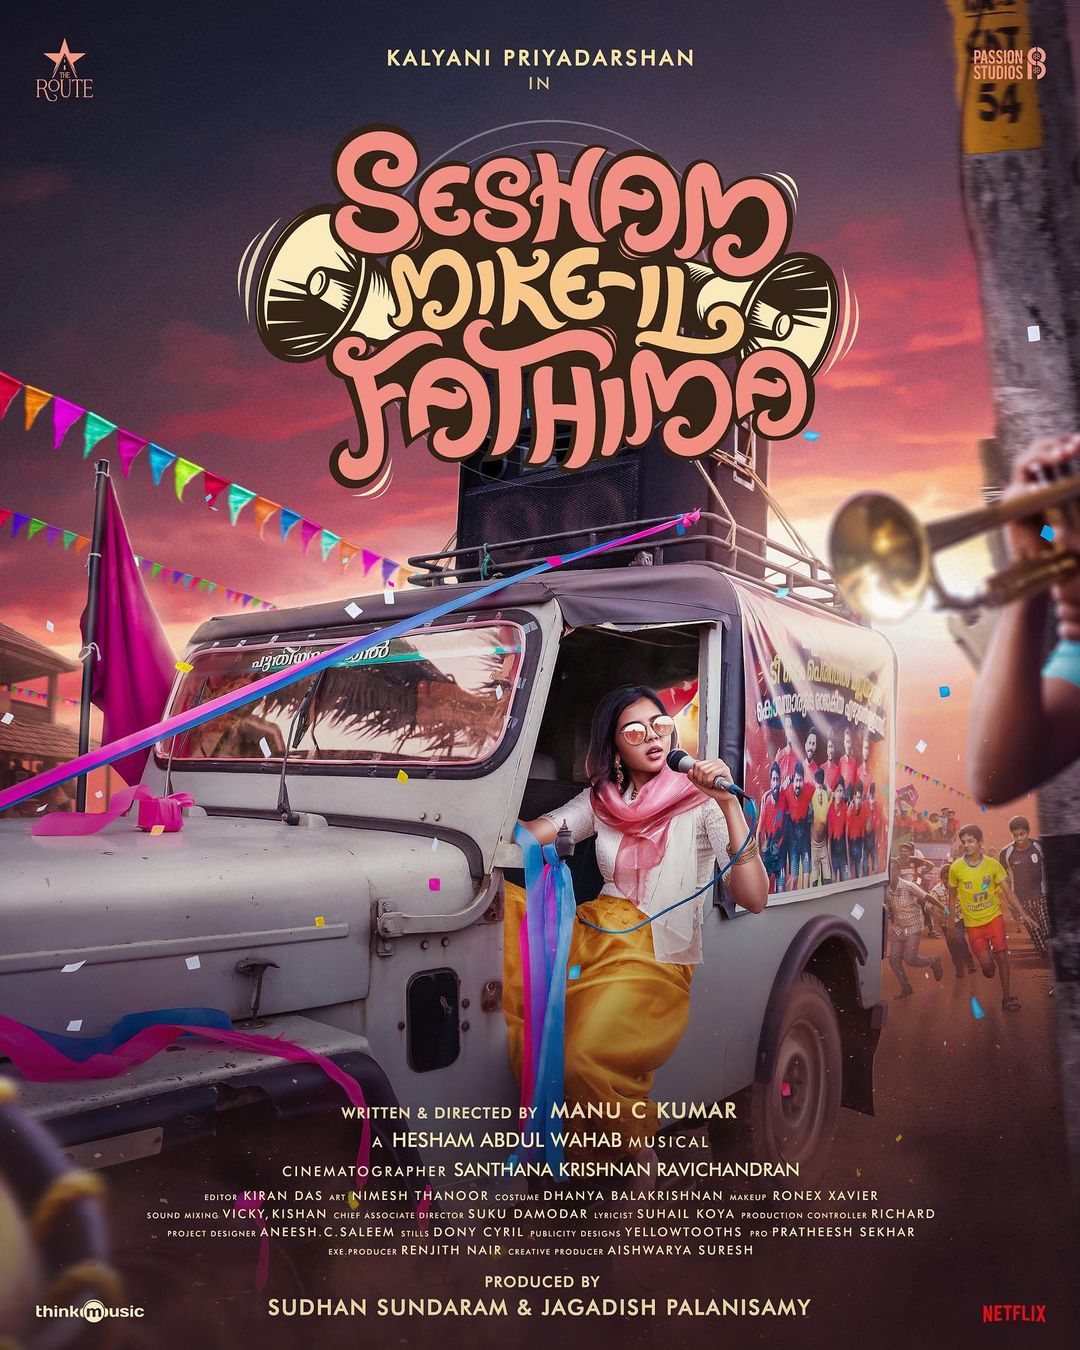 THE
ROUTE
KALYANI PRIYADARSHAN
IN
PASSION
STUDIOS
54
SESHAM
MIKE-IL
FATHIMA
WRITTEN & DIRECTED BY MANU C KUMAR
A HESHAM ABDUL WAHAB MUSICAL
CINEMATOGRAPHER SANTHANA KRISHNAN RAVICHANDRAN
EDITOR KIRAN DAS ART NIMESH THANOOR COSTUME DHANYA BALAKRISHNAN MAKEUP RONEX XAVIER
SOUND MIXING VICKY, KISHAN CHIEF ASSOCIATE DIRECTOR SUKU DAMODAR LYRICIST SUHAIL KOYA PRODUCTION CONTROLLER RICHARD
PROJECT DESIGNER ANEESH.C.SALEEM STILLS DONY CYRIL PUBLICITY DESIGNS YELLOWTOOTHS PRO PRATHEESH SEKHAR
EXE.PRODUCER RENJITH NAIR CREATIVE PRODUCER AISHWARYA SURESH
PRODUCED BY
SUDHAN SUNDARAM & JAGADISH PALANISAMY
think music
NETFLIX